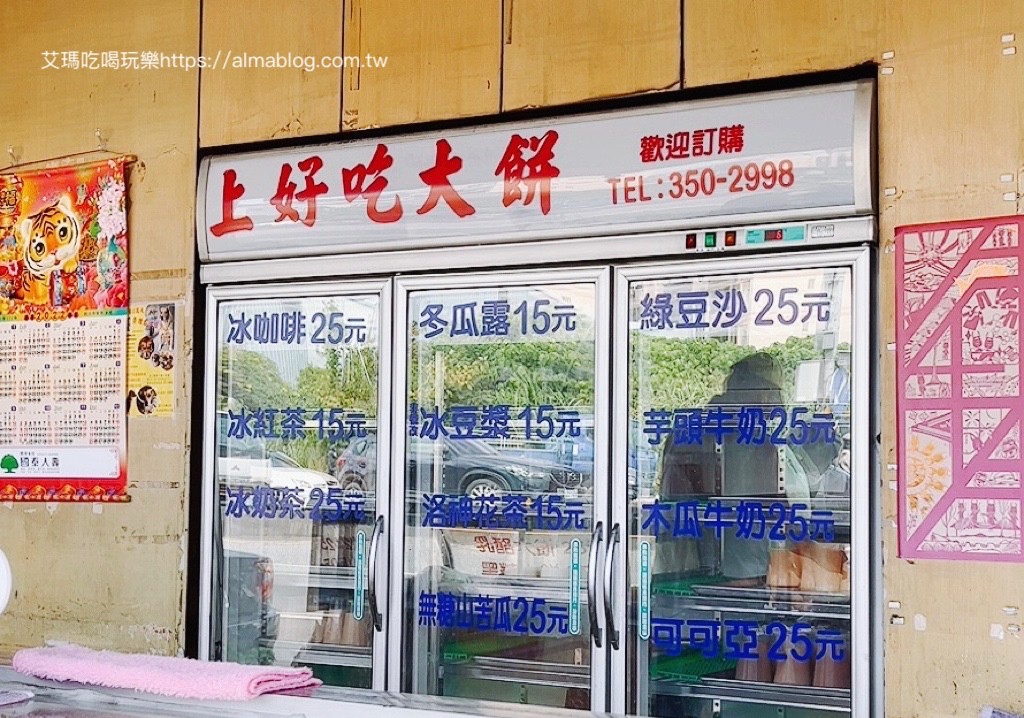 艾瑪吃喝玩樂https://almablog.com.tw
上好吃大餅
歡迎訂購
TEL:350-2998
冰咖啡25元
冰紅茶15元
冰奶茶25元
冬瓜露15元
冰豆漿15元
洛神花茶15元
無糖山苦瓜25元
綠豆沙25元
芋頭牛奶25元
木瓜牛奶25元
可可亞25元
2022
國泰人壽